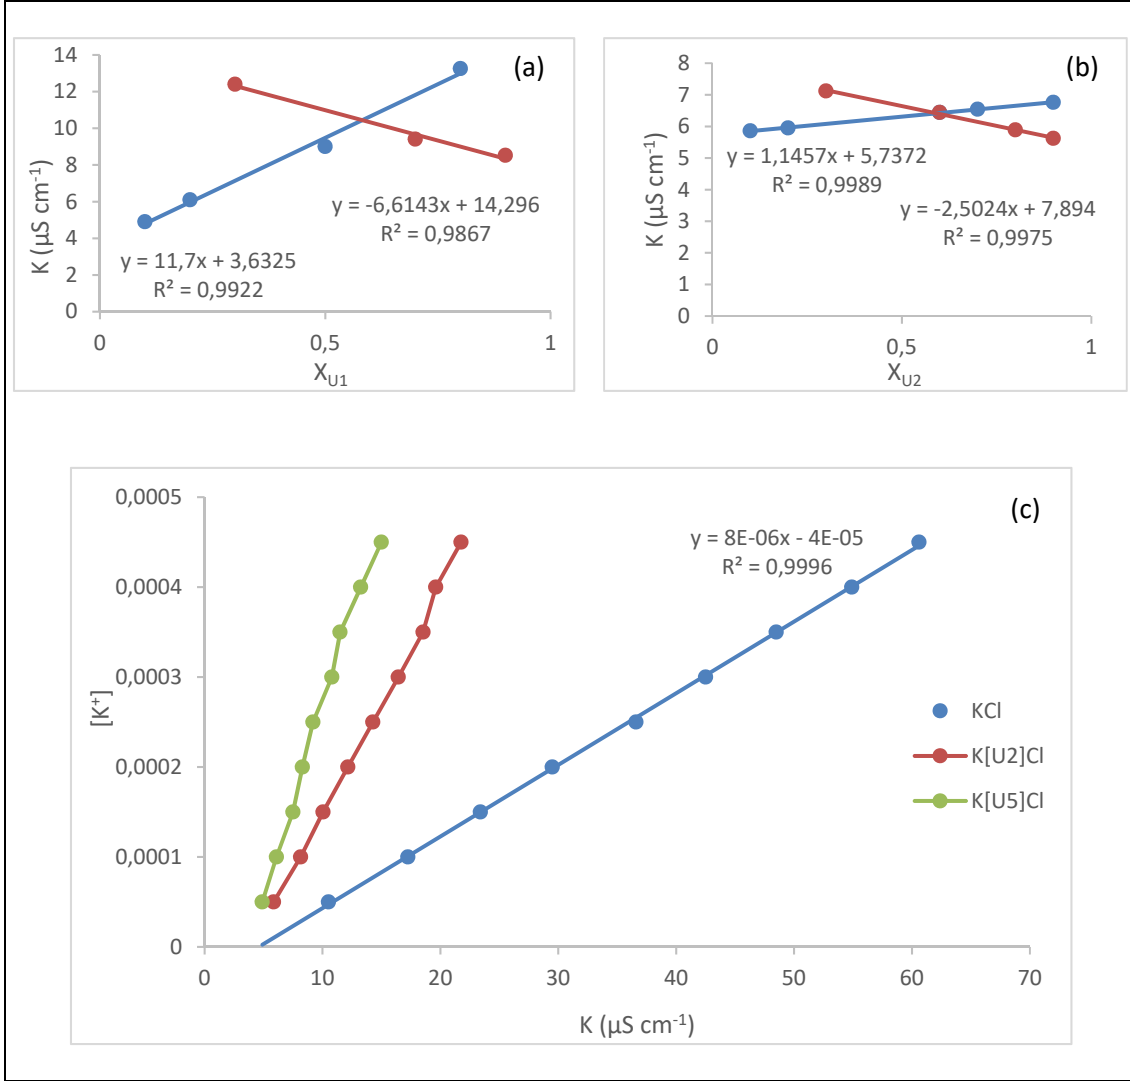 (a)
14
12
10
8
6
4
2
0
K (µS cm⁻¹)
y = -6,6143x + 14,296
R² = 0,9867
y = 11,7x + 3,6325
R² = 0,9922
0 0,5 1
X_U1
(b)
8
7
6
5
4
3
2
1
0
K (µS cm⁻¹)
y = 1,1457x + 5,7372
R² = 0,9989
y = -2,5024x + 7,894
R² = 0,9975
0 0,5 1
X_U2
(c)
0,0005
0,0004
0,0003
0,0002
0,0001
0
[K⁺]
y = 8E-06x - 4E-05
R² = 0,9996
KCl
K[U2]Cl
K[U5]Cl
0 10 20 30 40 50 60 70
K (µS cm⁻¹)